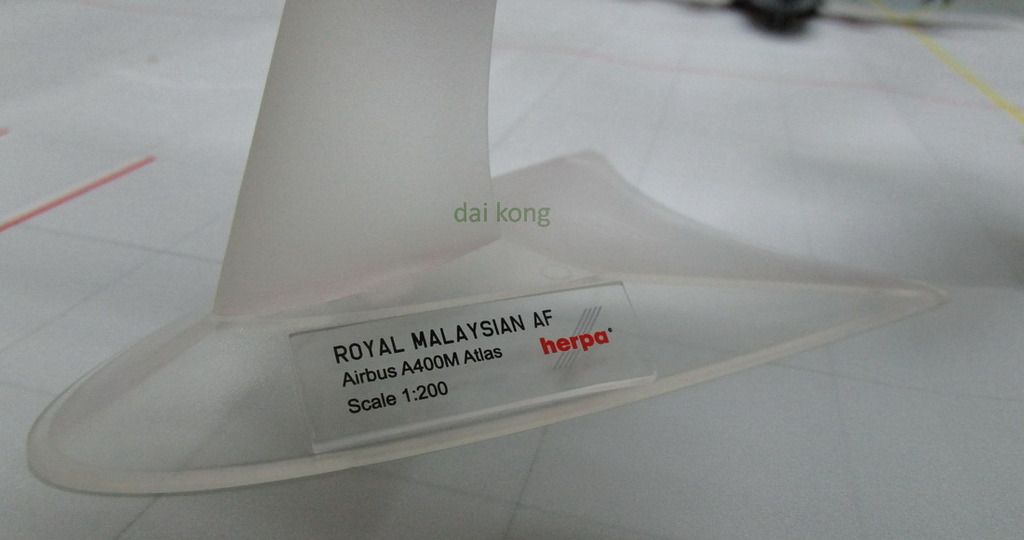 dai kong
ROYAL MALAYSIAN AF
herpa
Airbus A400M Atlas
Scale 1:200